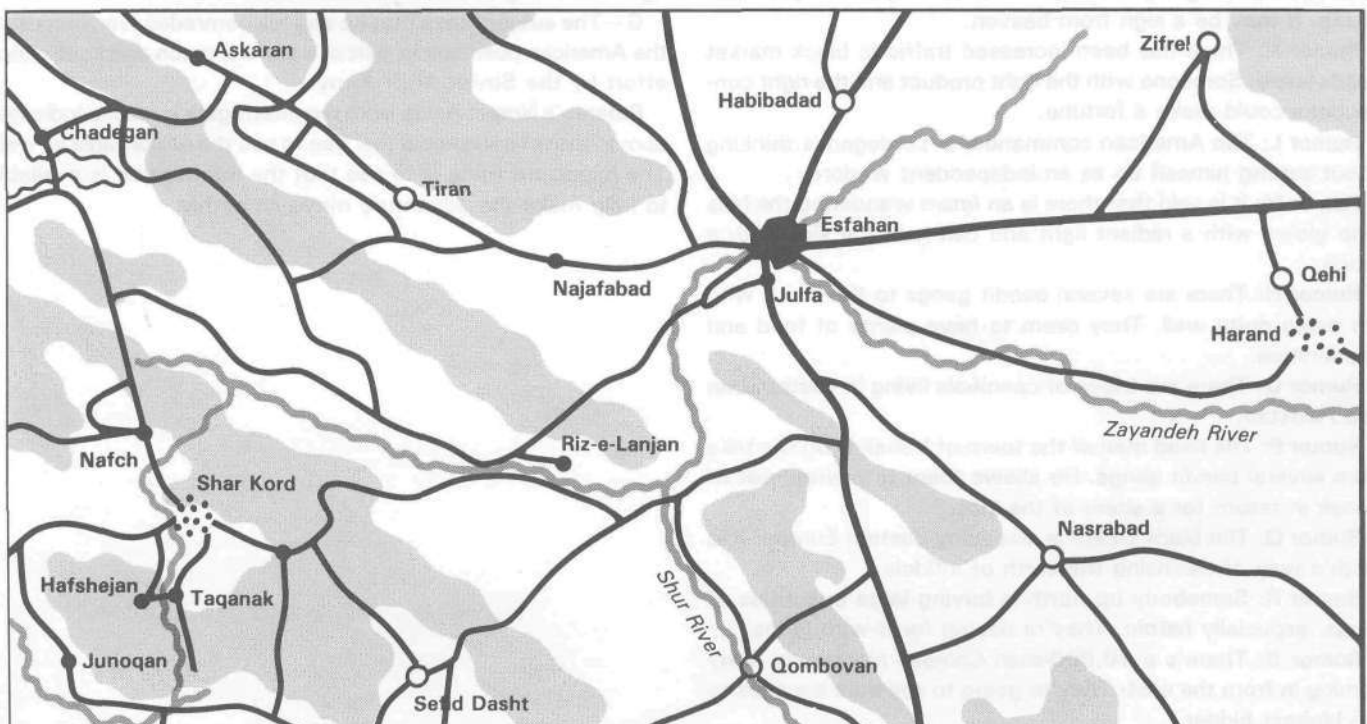 Askaran
Zifrel
Habibadad
Chadegan
Tiran
Esfahan
Najafabad
Julfa
Qehi
Harand
Zayandeh River
Nafch
Riz-e-Lanjan
Shar Kord
Nasrabad
Hafshejan
Taqanak
Shur River
Junoqan
Qombovan
Sefid Dasht